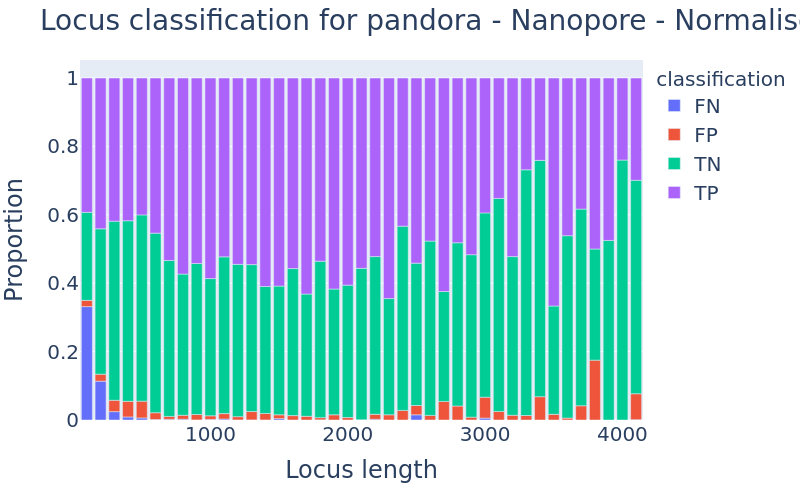 Locus classification for pandora - Nanopore - Normalis
classification
FN
FP
TN
TP
Proportion
1
0.8
0.6
0.4
0.2
0
1000 2000 3000 4000
Locus length